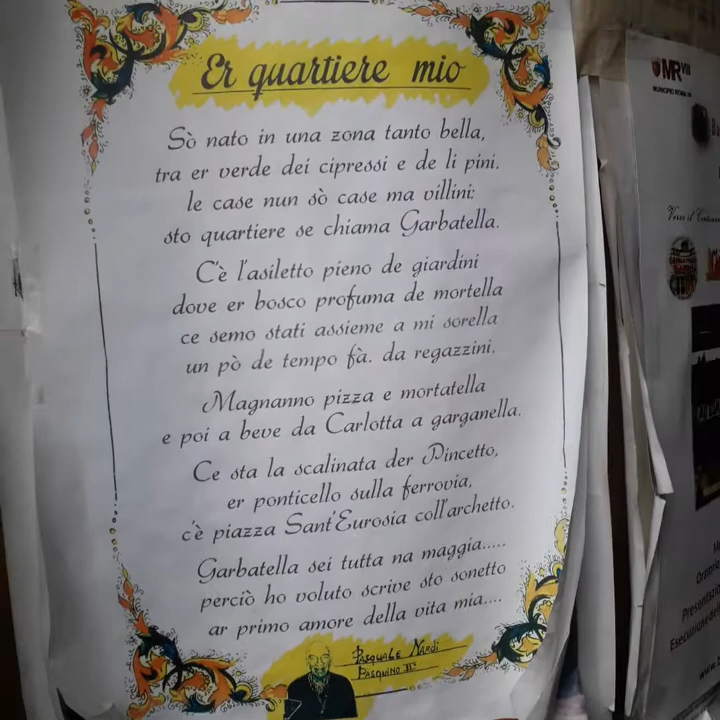 Er quartiere mio
Sò nato in una zona tanto bella,
tra er verde dei cipressi e de li pini.
le case nun sò case ma villini:
sto quartiere se chiama Garbatella.
C'è l'asiletto pieno de giardini
dove er bosco profuma de mortella
ce semo stati assieme a mi sorella
un pò de tempo fà. da regazzini.
Magnanno pizza e mortatella
e poi a beve da Carlotta a garganella.
Ce sta la scalinata der Pincetto,
er ponticello sulla ferrovia,
c'è piazza Sant'Eurosia coll'archetto.
Garbatella sei tutta na maggia.....
perciò ho voluto scrive sto sonetto
ar primo amore della vita mia....
Pasquale Nardi
Pasquino II°
MR VIII
MUNICIPIO ROMA VIII
Verso il